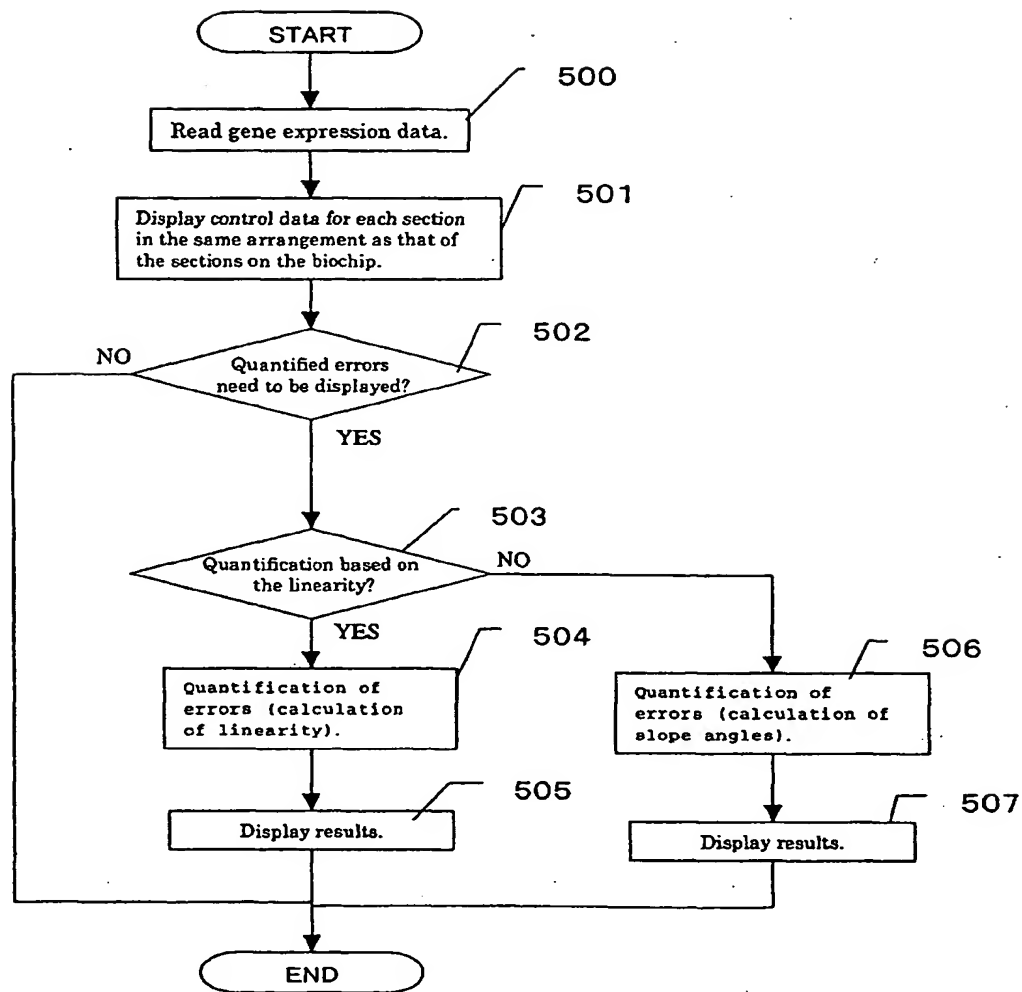 START
500
Read gene expression data.
501
Display control data for each section
in the same arrangement as that of
the sections on the biochip.
502
NO
Quantified errors
need to be displayed?
YES
503
Quantification based on
the linearity?
NO
YES
504
Quantification of
errors (calculation
of linearity).
506
Quantification of
errors (calculation of
slope angles).
505
Display results.
507
Display results.
END